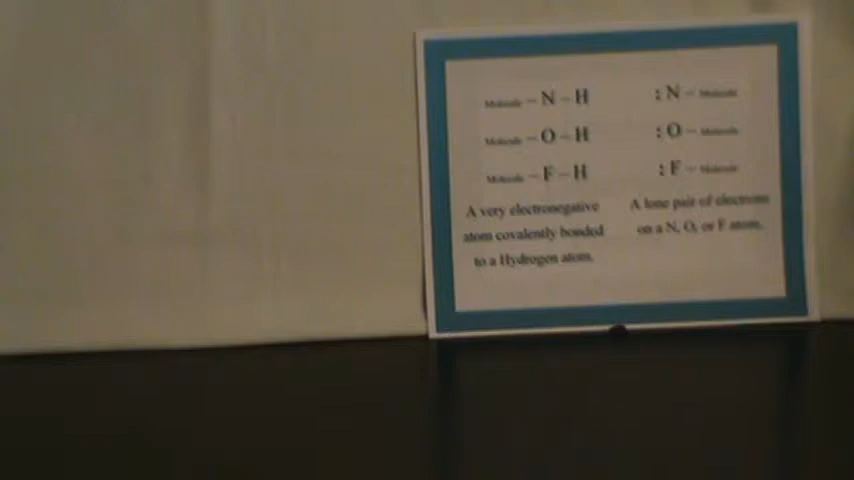 Molecule – N – H
Molecule – O – H
Molecule – F – H
A very electronegative
atom covalently bonded
to a Hydrogen atom.
: N – Molecule
: O – Molecule
: F – Molecule
A lone pair of electrons
on a N, O, or F atom.